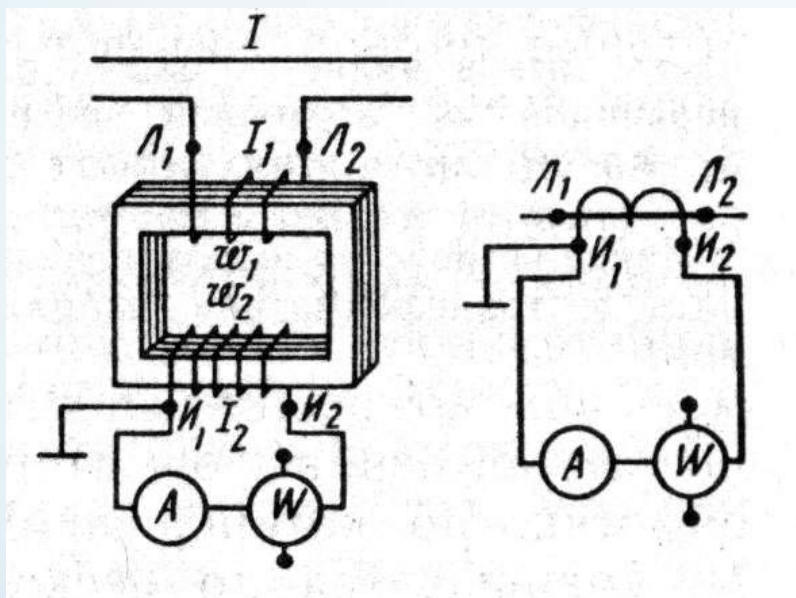 I
Л₁ I₁ Л₂
w₁
w₂
И₁ I₂ И₂
A W
Л₁ Л₂
И₁ И₂
A W